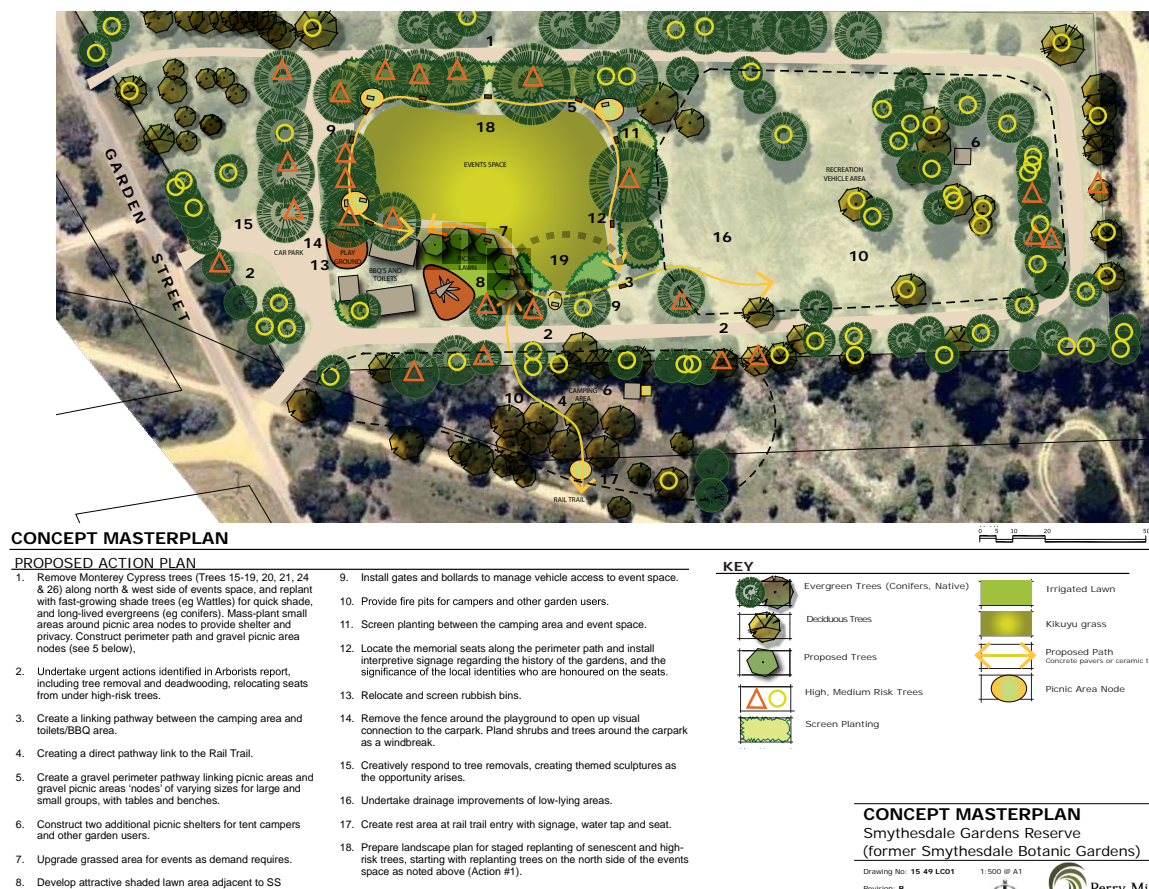 1
5
9
18
11
EVENTS SPACE
6
RECREATION
VEHICLE AREA
GARDEN STREET
12
15
14
CAR PARK
PLAY
GROUND
13
BBQ'S AND
TOILETS
7
PICNIC
LAWN
16
10
2
8
19
3
9
2
2
CAMPING
AREA
6
10
4
17
RAIL TRAIL
CONCEPT MASTERPLAN
0 5 10 20 50
PROPOSED ACTION PLAN
1. Remove Monterey Cypress trees (Trees 15-19, 20, 21, 24
& 26) along north & west side of events space, and replant
with fast-growing shade trees (eg Wattles) for quick shade,
and long-lived evergreens (eg conifers). Mass-plant small
areas around picnic area nodes to provide shelter and
privacy. Construct perimeter path and gravel picnic area
nodes (see 5 below),
2. Undertake urgent actions identified in Arborists report,
including tree removal and deadwooding, relocating seats
from under high-risk trees.
3. Create a linking pathway between the camping area and
toilets/BBQ area.
4. Creating a direct pathway link to the Rail Trail.
5. Create a gravel perimeter pathway linking picnic areas and
gravel picnic areas 'nodes' of varying sizes for large and
small groups, with tables and benches.
6. Construct two additional picnic shelters for tent campers
and other garden users.
7. Upgrade grassed area for events as demand requires.
8. Develop attractive shaded lawn area adjacent to SS
9. Install gates and bollards to manage vehicle access to event space.
10. Provide fire pits for campers and other garden users.
11. Screen planting between the camping area and event space.
12. Locate the memorial seats along the perimeter path and install
interpretive signage regarding the history of the gardens, and the
significance of the local identities who are honoured on the seats.
13. Relocate and screen rubbish bins.
14. Remove the fence around the playground to open up visual
connection to the carpark. Pland shrubs and trees around the carpark
as a windbreak.
15. Creatively respond to tree removals, creating themed sculptures as
the opportunity arises.
16. Undertake drainage improvements of low-lying areas.
17. Create rest area at rail trail entry with signage, water tap and seat.
18. Prepare landscape plan for staged replanting of senescent and high-
risk trees, starting with replanting trees on the north side of the events
space as noted above (Action #1).
KEY
Evergreen Trees (Conifers, Native)
Deciduous Trees
Proposed Trees
High, Medium Risk Trees
Screen Planting
Irrigated Lawn
Kikuyu grass
Proposed Path
Concrete pavers or ceramic t
Picnic Area Node
CONCEPT MASTERPLAN
Smythesdale Gardens Reserve
(former Smythesdale Botanic Gardens)
Drawing No: 15 49 LC01 1:500 @ A1
Revision: B
Perry Mi